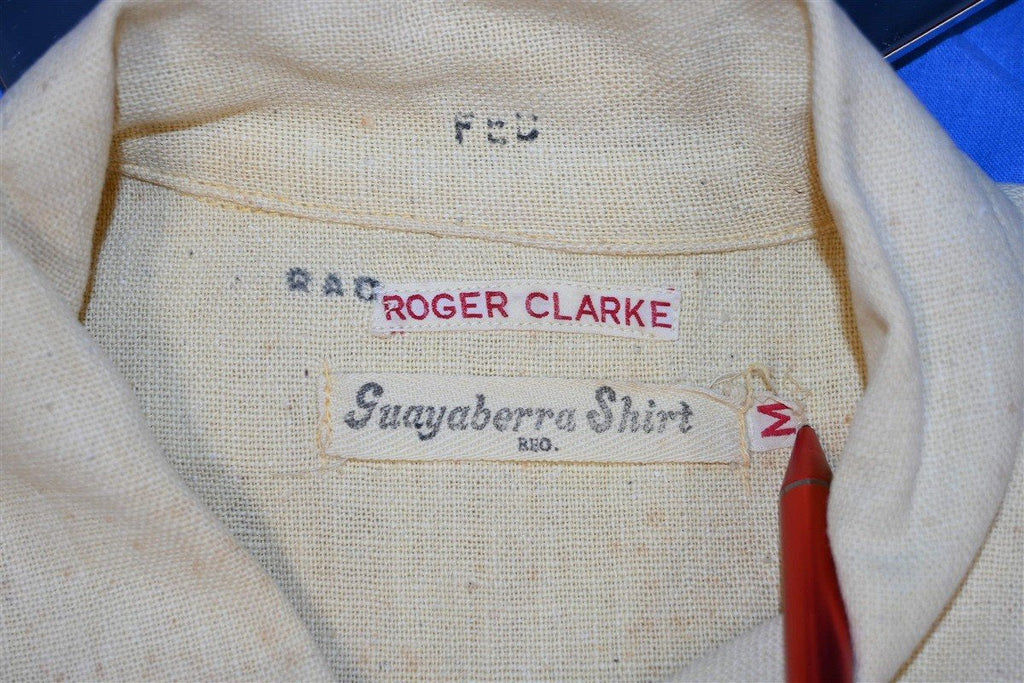 FED
RAC
ROGER CLARKE
Guayaberra Shirt
REG.
M